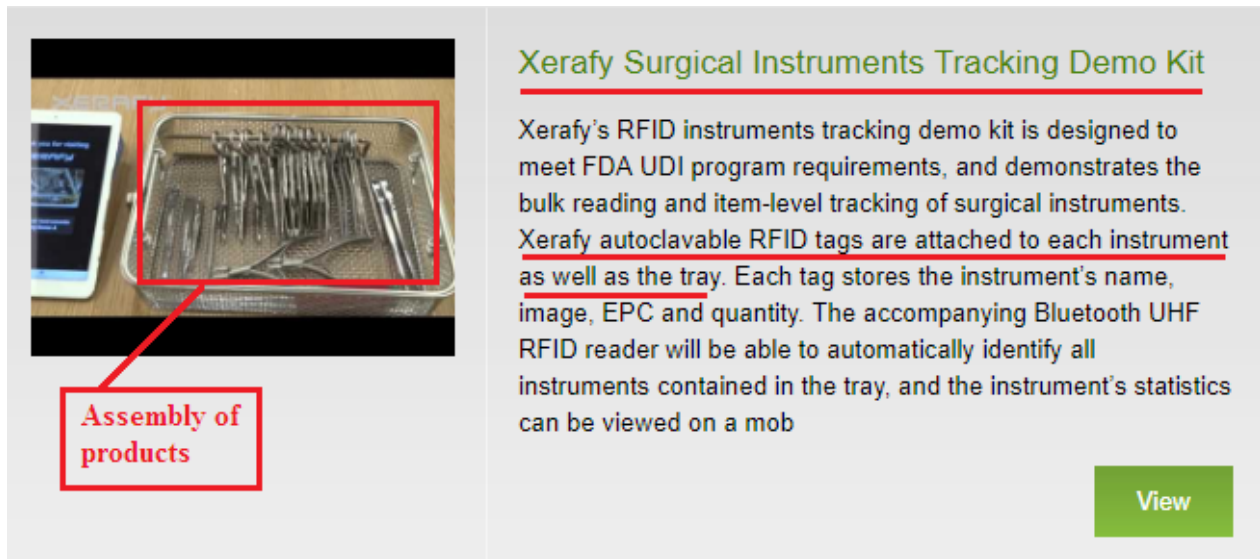 XERAFY
Xerafy Surgical Instruments Tracking Demo Kit
Xerafy’s RFID instruments tracking demo kit is designed to
meet FDA UDI program requirements, and demonstrates the
bulk reading and item-level tracking of surgical instruments.
Xerafy autoclavable RFID tags are attached to each instrument
as well as the tray. Each tag stores the instrument’s name,
image, EPC and quantity. The accompanying Bluetooth UHF
RFID reader will be able to automatically identify all
instruments contained in the tray, and the instrument’s statistics
can be viewed on a mob
Assembly of
products
View